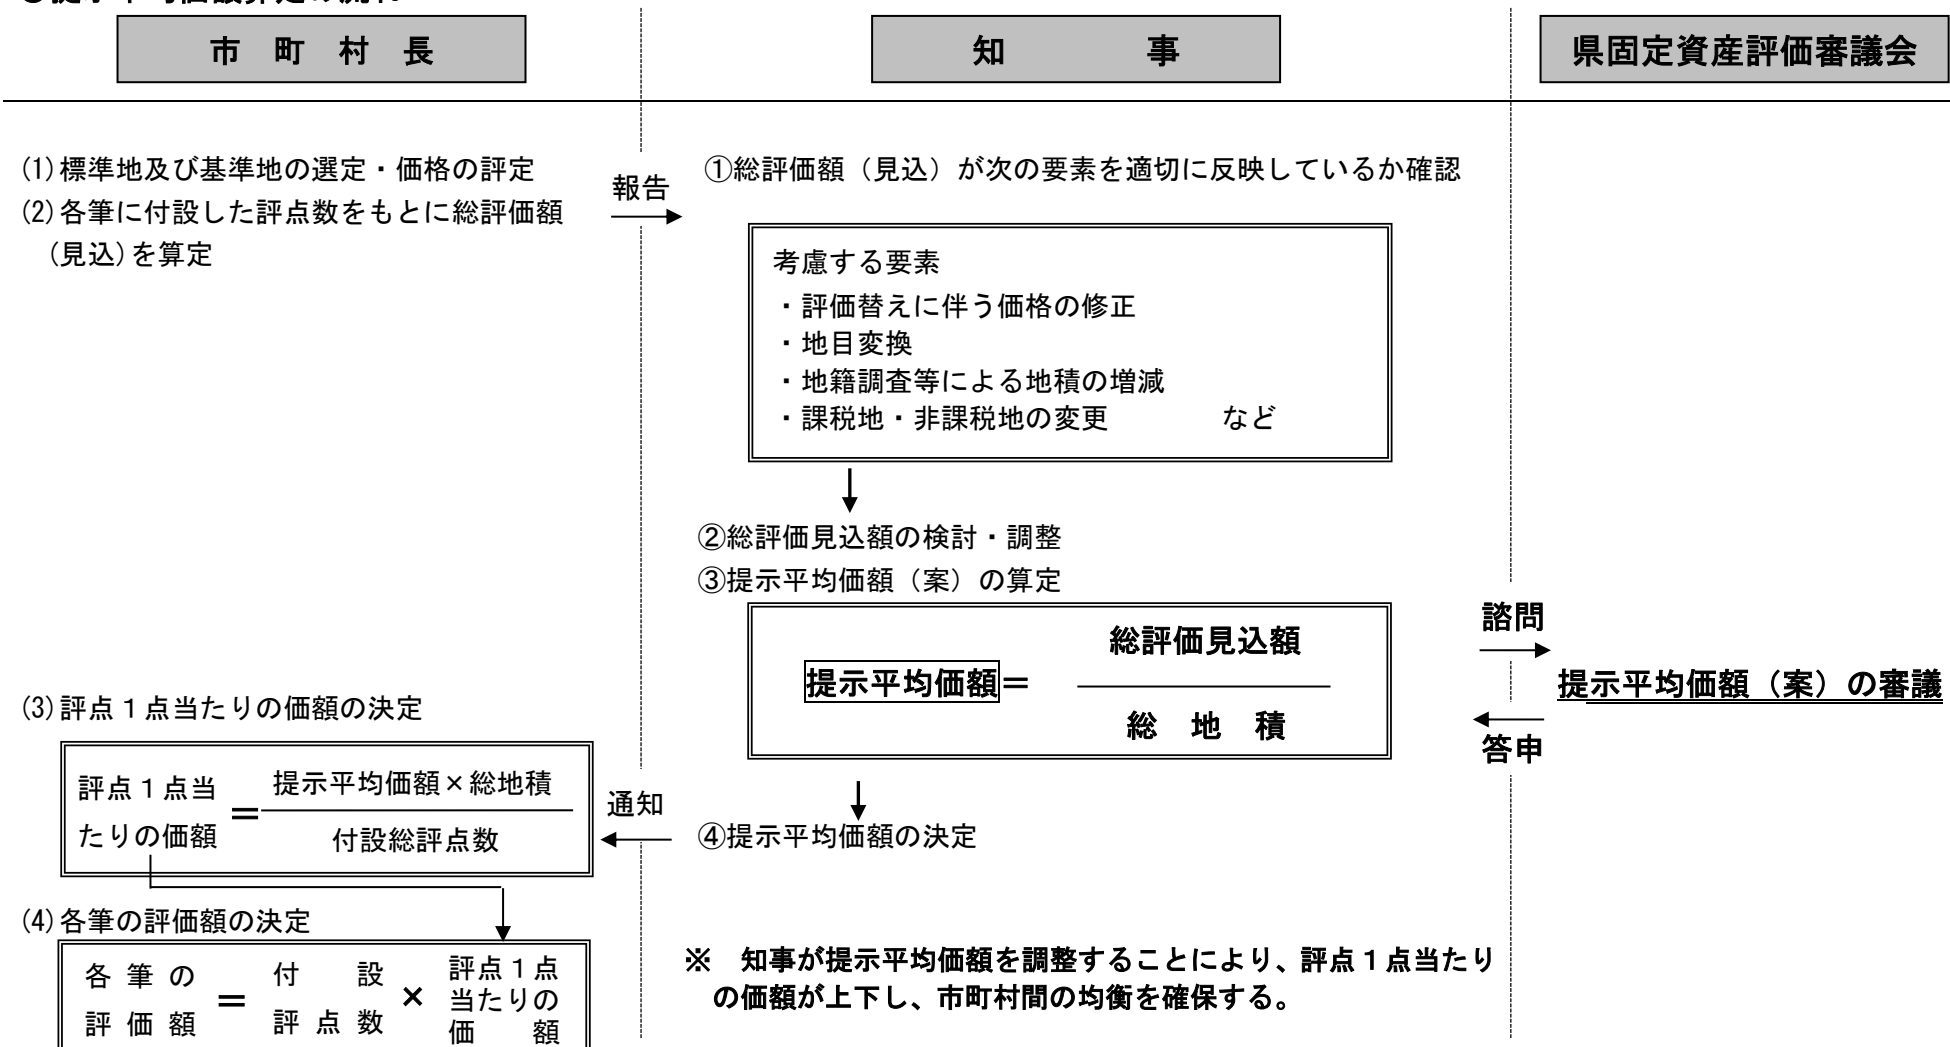 市町村長
知事
県固定資産評価審議会
(1)標準地及び基準地の選定・価格の評定
(2)各筆に付設した評点数をもとに総評価額
(見込)を算定
報告
①総評価額（見込）が次の要素を適切に反映しているか確認
考慮する要素
・評価替えに伴う価格の修正
・地目変換
・地籍調査等による地積の増減
・課税地・非課税地の変更　など
②総評価見込額の検討・調整
③提示平均価額（案）の算定
総評価見込額
提示平均価額＝
総地積
諮問
提示平均価額（案）の審議
答申
(3)評点１点当たりの価額の決定
評点１点当
たりの価額
＝
提示平均価額×総地積
付設総評点数
通知
④提示平均価額の決定
(4)各筆の評価額の決定
各筆の
評価額
＝
付設
評点数
×
評点１点
当たりの
価額
※　知事が提示平均価額を調整することにより、評点１点当たり
の価額が上下し、市町村間の均衡を確保する。